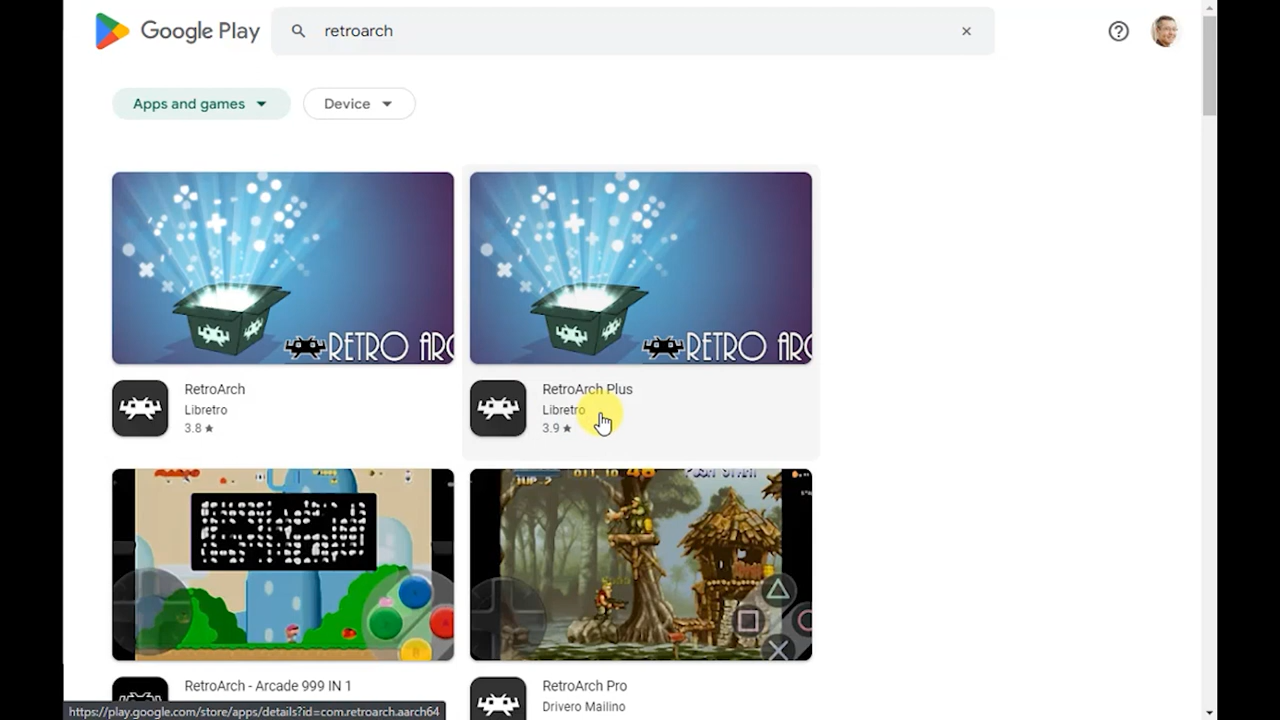 Google Play
retroarch
Apps and games
Device
RETRO ARC
RETRO ARC
RetroArch
Libretro
3.8 ★
RetroArch Plus
Libretro
3.9 ★
RetroArch - Arcade 999 IN 1
RetroArch Pro
Drivero Mailino
https://play.google.com/store/apps/details?id=com.retroarch.aarch64